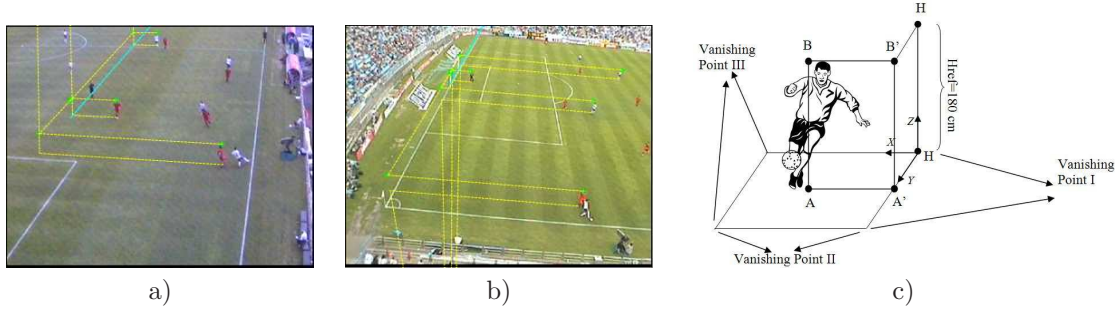 H
Vanishing
Point III
B
B'
Href=180 cm
Z
X
H
Y
Vanishing
Point I
A
A'
Vanishing Point II
a)
b)
c)